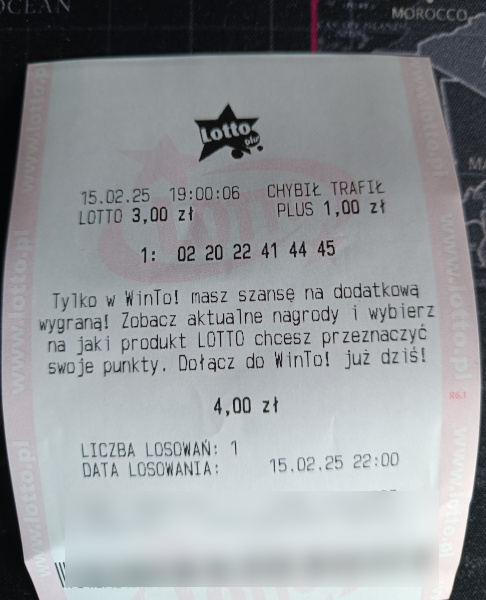 OCEAN
MOROCCO
Lotto
plus
15.02.25 19:00:06 CHYBIŁ TRAFIŁ
LOTTO 3,00 zł PLUS 1,00 zł
1: 02 20 22 41 44 45
Tylko w WinTo! masz szansę na dodatkową
wygraną! Zobacz aktualne nagrody i wybierz
na jaki produkt LOTTO chcesz przeznaczyć
swoje punkty. Dołącz do WinTo! już dziś!
4,00 zł
LICZBA LOSOWAŃ: 1
DATA LOSOWANIA: 15.02.25 22:00
www.lotto.pl
www.lotto.pl